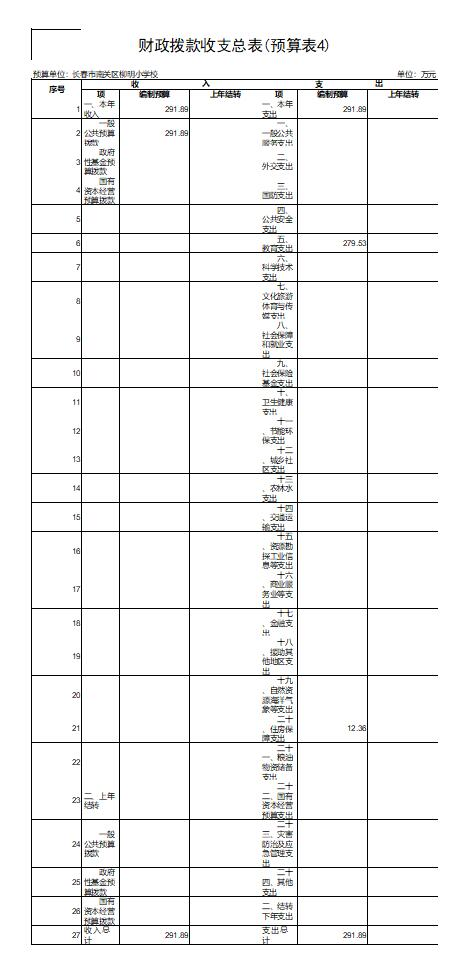 财政拨款收支总表(预算表4)
预算单位：长春市南关区柳明小学校 单位：万元
序号 收 入 支 出
项 编制预算 上年结转 项 编制预算 上年结转
1 一、本年收入 291.89 一、本年支出 291.89
2 一般公共预算拨款 291.89 一、一般公共服务支出
3 政府性基金预算拨款 二、外交支出
4 国有资本经营预算拨款 三、国防支出
5 四、公共安全支出
6 五、教育支出 279.53
7 六、科学技术支出
8 七、文化旅游体育与传媒支出
9 八、社会保障和就业支出
10 九、社会保险基金支出
11 十、卫生健康支出
12 十一、节能环保支出
13 十二、城乡社区支出
14 十三、农林水支出
15 十四、交通运输支出
16 十五、资源勘探工业信息等支出
17 十六、商业服务业等支出
18 十七、金融支出
19 十八、援助其他地区支出
20 十九、自然资源海洋气象等支出
21 二十、住房保障支出 12.36
22 二十一、粮油物资储备支出
23 二、上年结转 二十二、国有资本经营预算支出
24 一般公共预算拨款 二十三、灾害防治及应急管理支出
25 政府性基金预算拨款 二十四、其他支出
26 国有资本经营预算拨款 二、结转下年支出
27 收入总计 291.89 支出总计 291.89